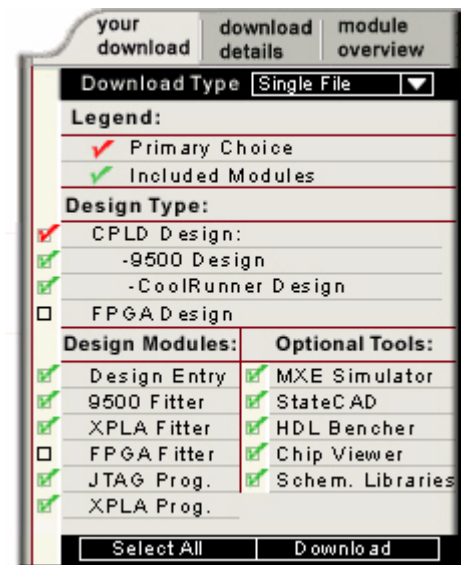 your download
download details
module overview
Download Type Single File
Legend:
Primary Choice
Included Modules
Design Type:
CPLD Design:
-9500 Design
-CoolRunner Design
FPGA Design
Design Modules:
Design Entry
9500 Fitter
XPLA Fitter
FPGA Fitter
JTAG Prog.
XPLA Prog.
Optional Tools:
MXE Simulator
StateCAD
HDL Bencher
Chip Viewer
Schem. Libraries
Select All
Download